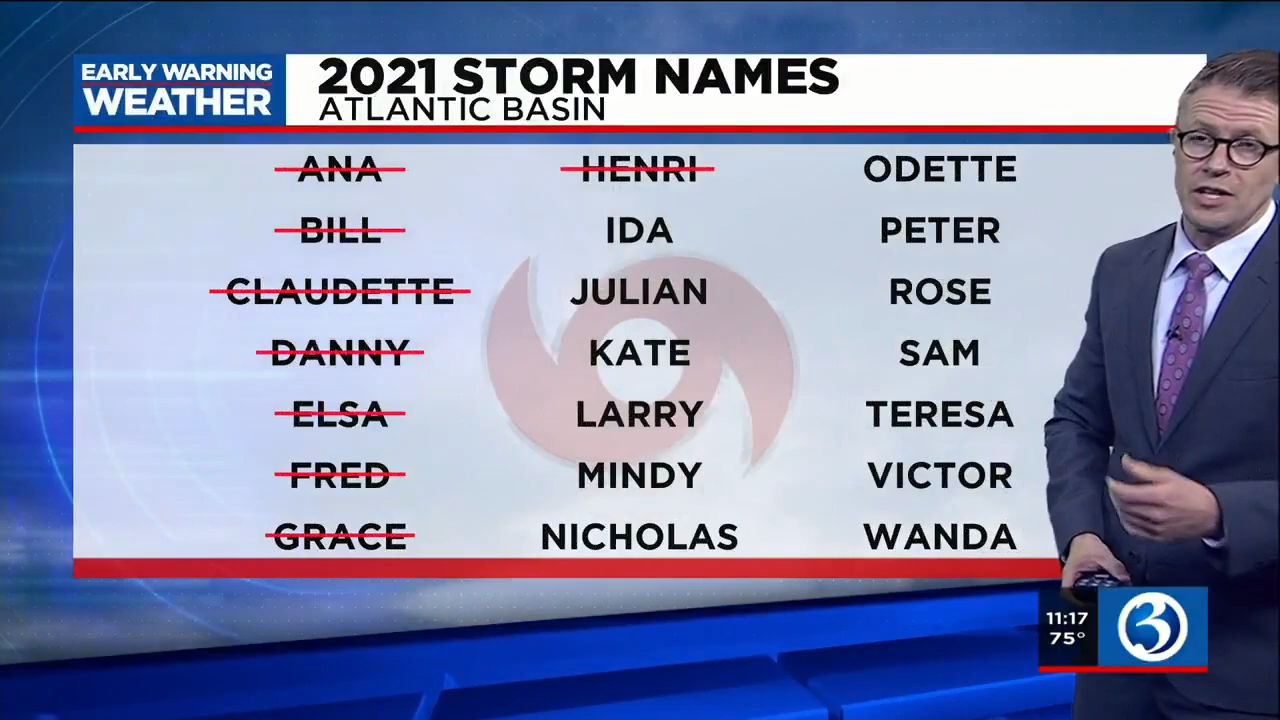 EARLY WARNING
WEATHER
2021 STORM NAMES
ATLANTIC BASIN
ANA
BILL
CLAUDETTE
DANNY
ELSA
FRED
GRACE
HENRI
IDA
JULIAN
KATE
LARRY
MINDY
NICHOLAS
ODETTE
PETER
ROSE
SAM
TERESA
VICTOR
WANDA
11:17
75°
3